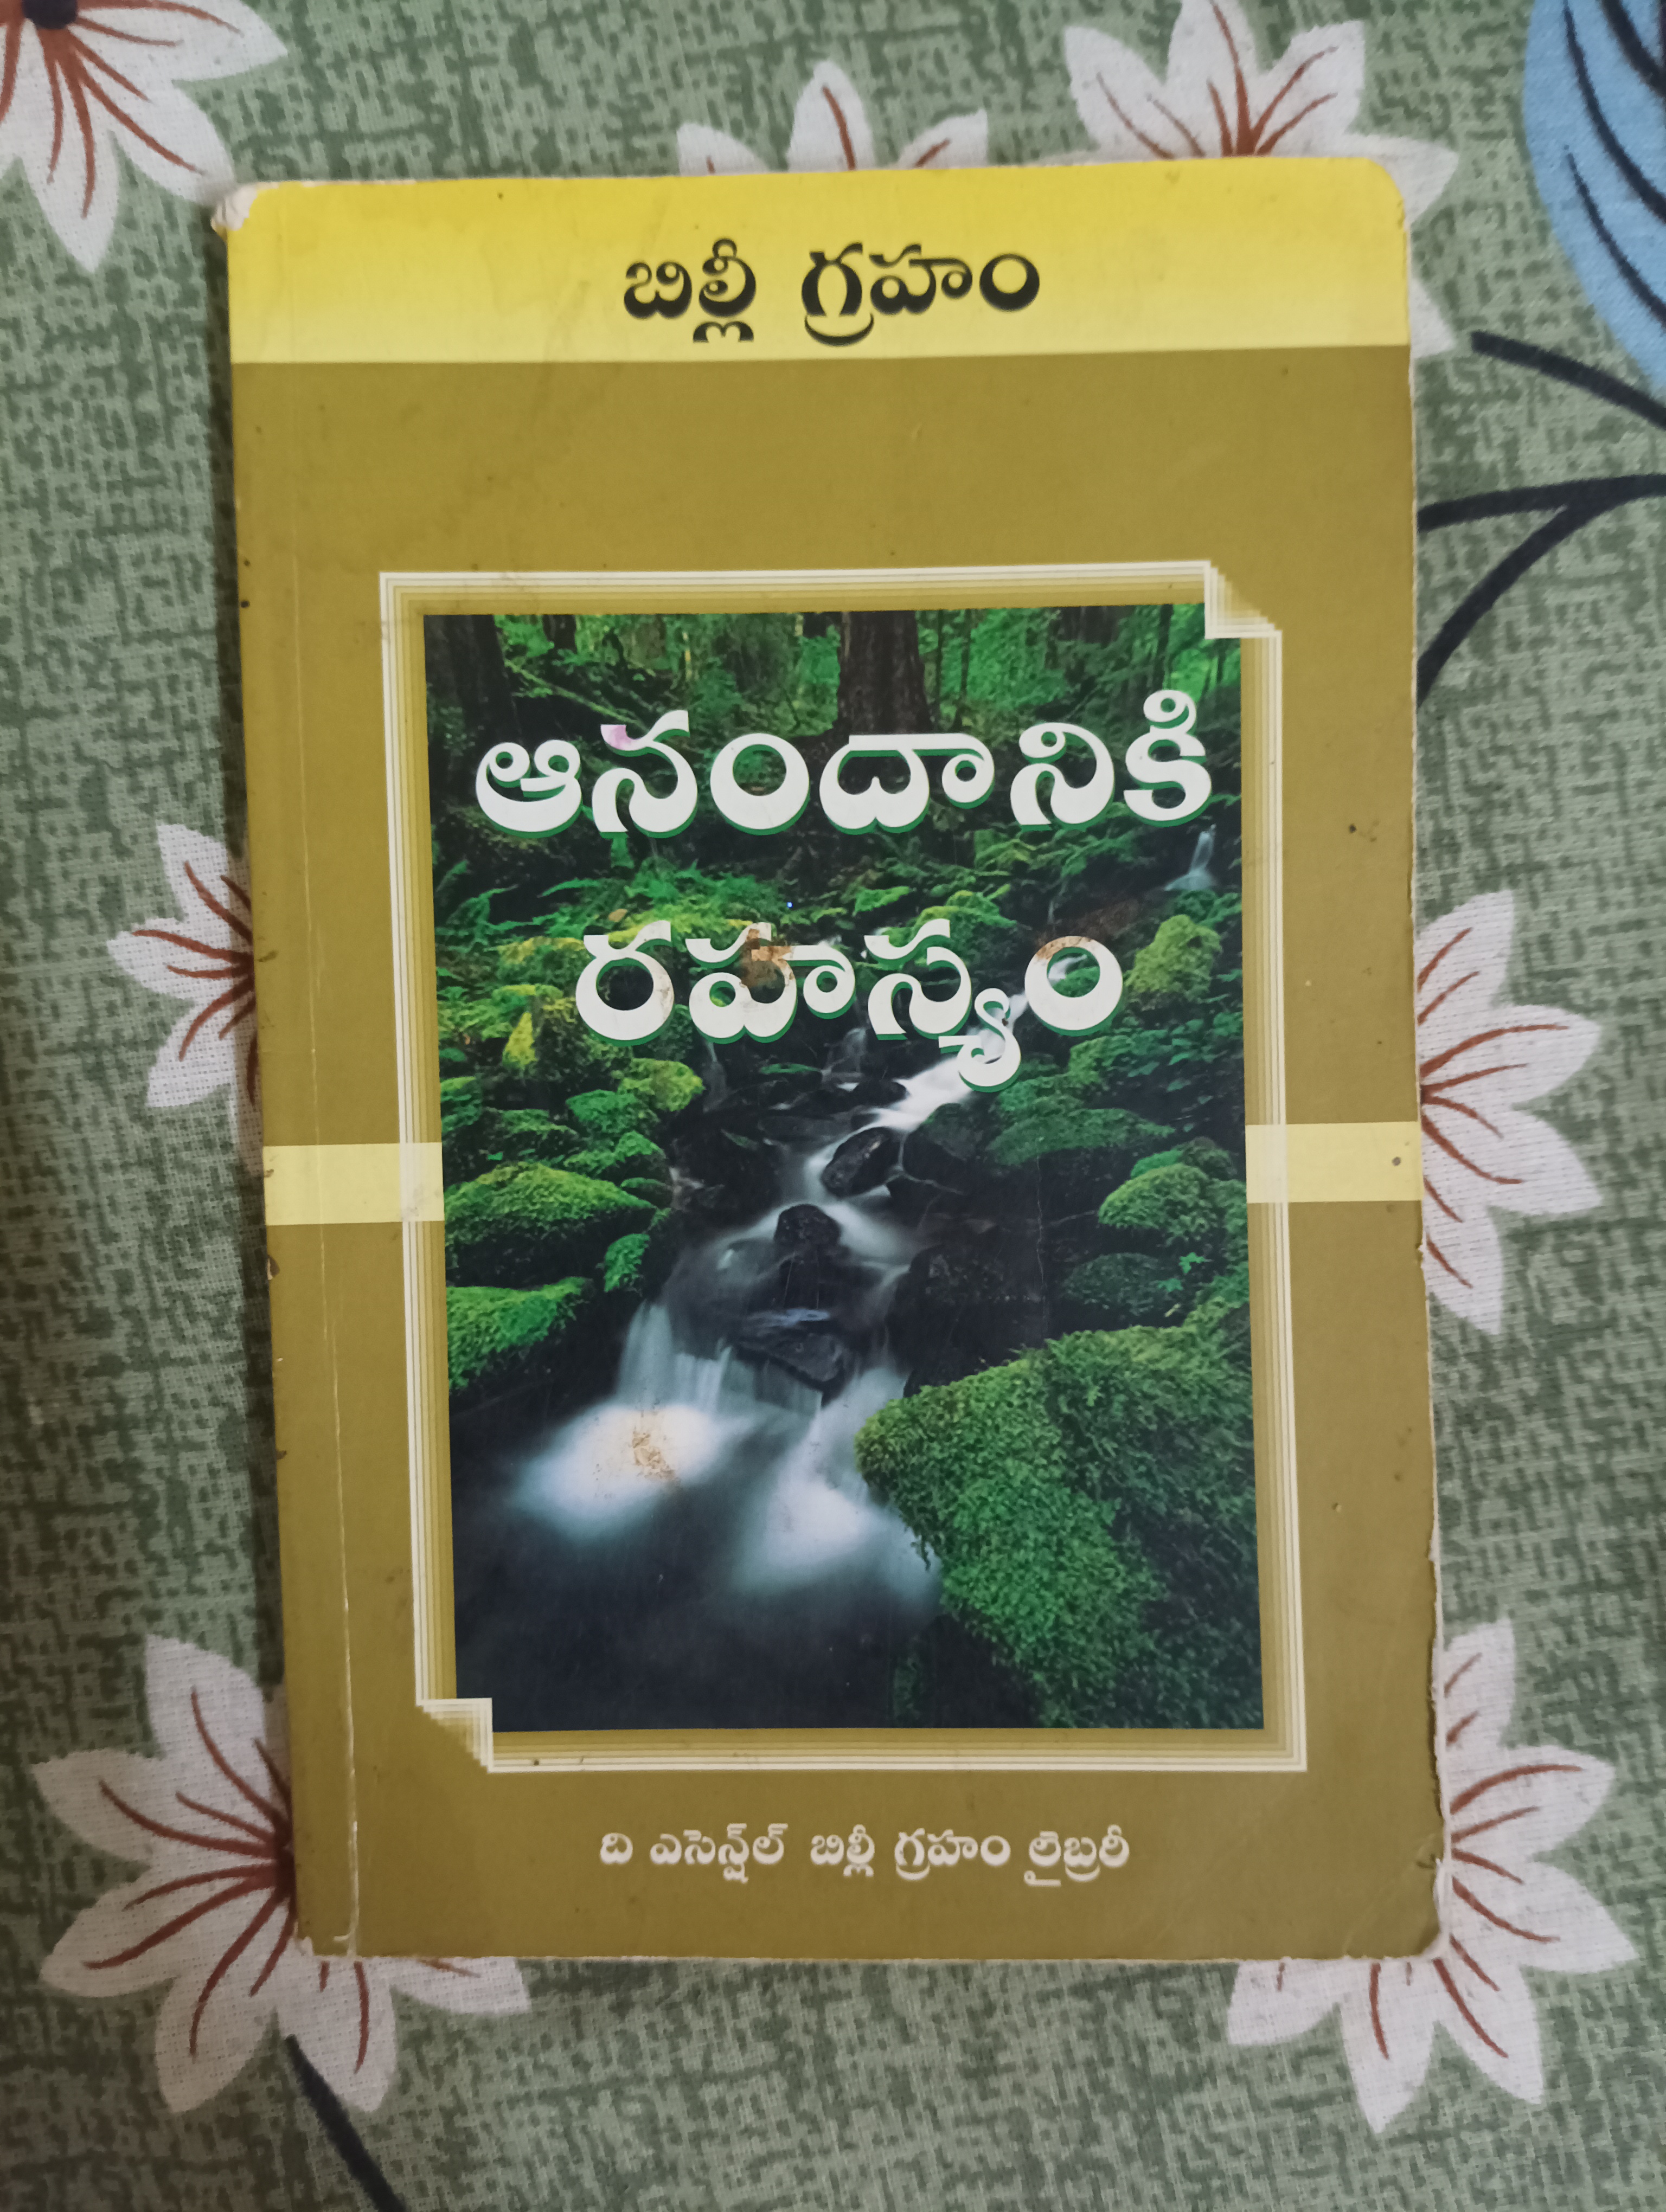 బిల్లీ గ్రహం
ఆనందానికి
రహస్యం
ది ఎసెన్షల్ బిల్లీ గ్రహం లైబ్రరీ